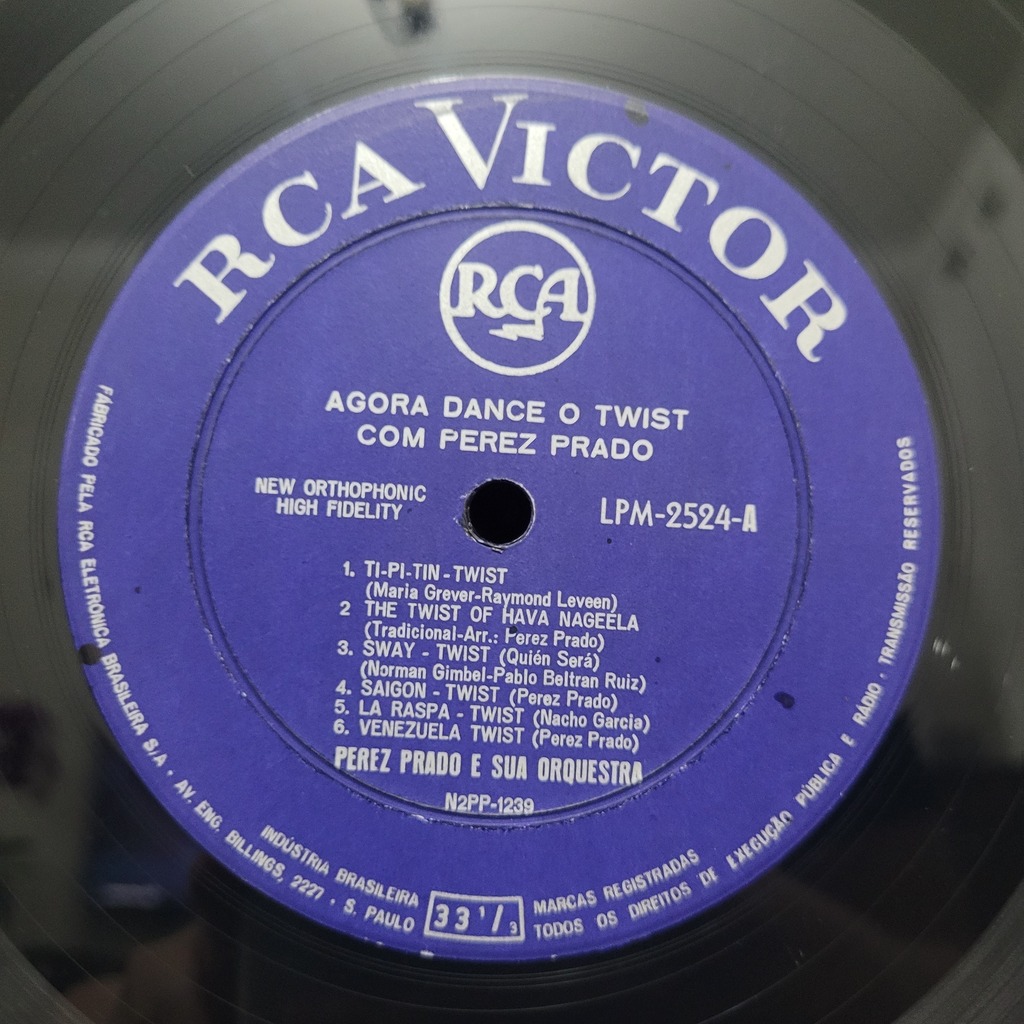 RCA VICTOR
RCA
AGORA DANCE O TWIST
COM PEREZ PRADO
NEW ORTHOPHONIC
HIGH FIDELITY
LPM-2524-A
1. TI-PI-TIN-TWIST
(Maria Grever-Raymond Leveen)
2 THE TWIST OF HAVA NAGEELA
(Tradicional-Arr.: Perez Prado)
3. SWAY - TWIST (Quién Será)
(Norman Gimbel-Pablo Beltran Ruiz)
4. SAIGON - TWIST (Perez Prado)
5. LA RASPA - TWIST (Nacho Garcia)
6. VENEZUELA TWIST (Perez Prado)
PEREZ PRADO E SUA ORQUESTRA
N2PP-1239
FABRICADO PELA RCA ELETRÔNICA BRASILEIRA S/A · AV. ENG. BILLINGS, 2227 · S. PAULO
INDÚSTRIA BRASILEIRA
33 1/3
MARCAS REGISTRADAS
TODOS OS DIREITOS DE EXECUÇÃO PÚBLICA E RÁDIO · TRANSMISSÃO RESERVADOS